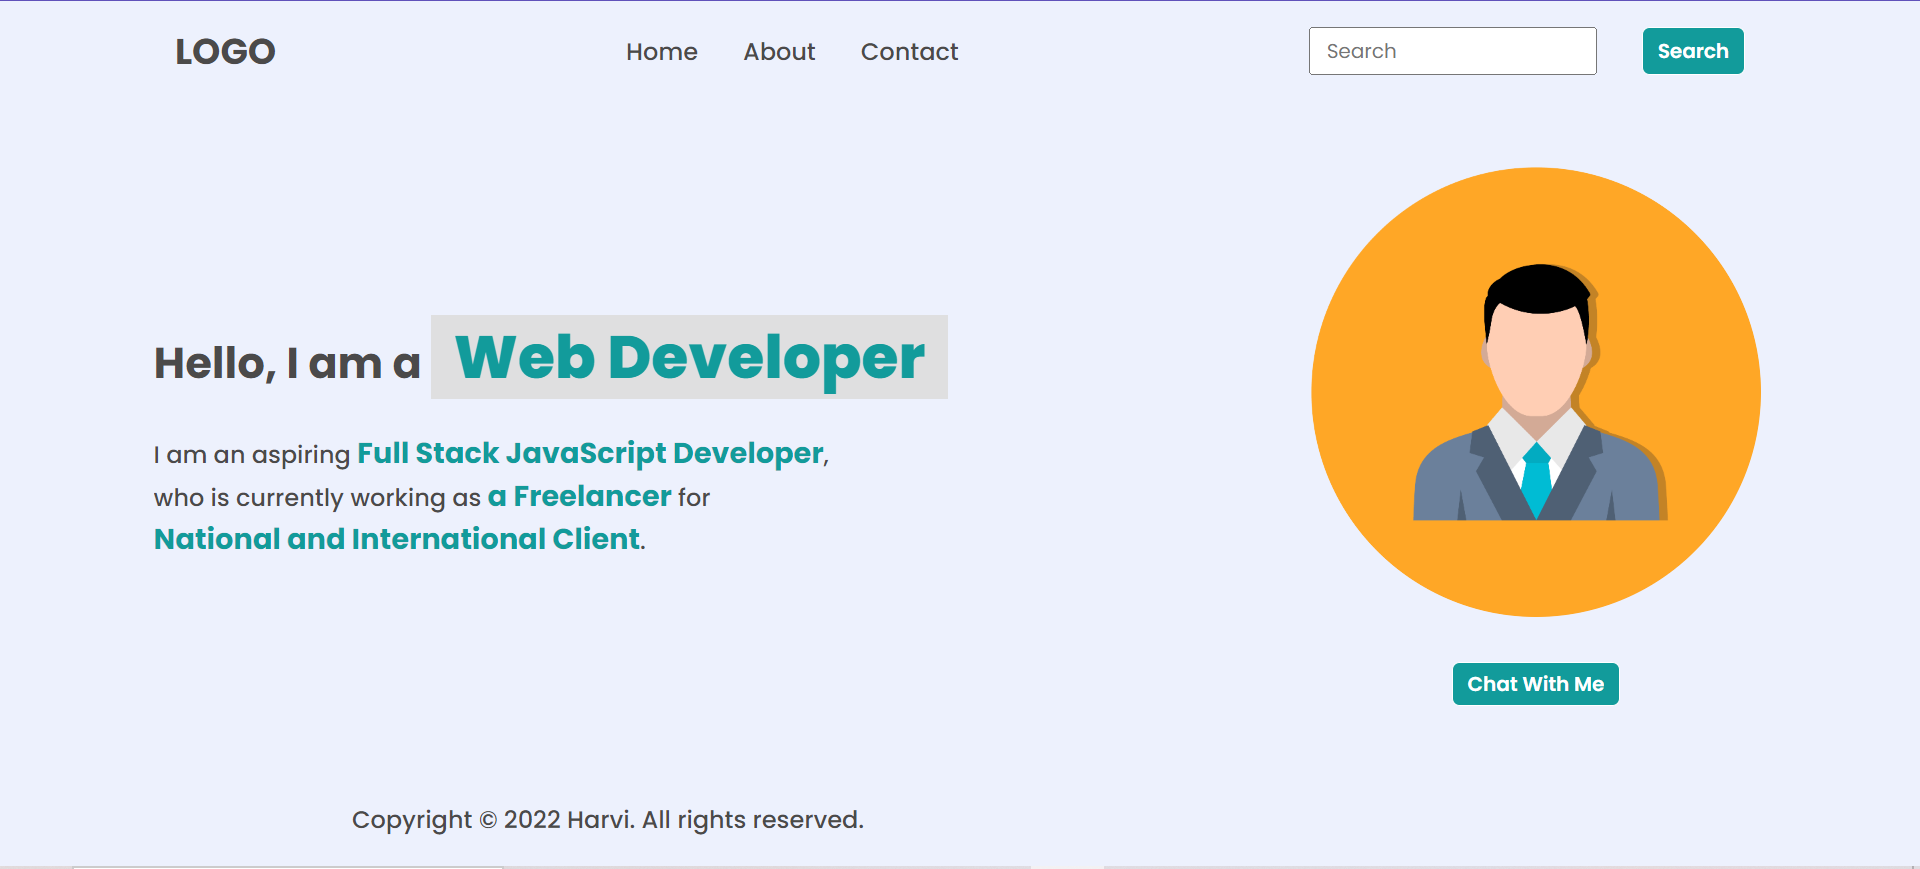 LOGO
Home About Contact
Search Search
Hello, I am a Web Developer
I am an aspiring Full Stack JavaScript Developer,
who is currently working as a Freelancer for
National and International Client.
Chat With Me
Copyright © 2022 Harvi. All rights reserved.